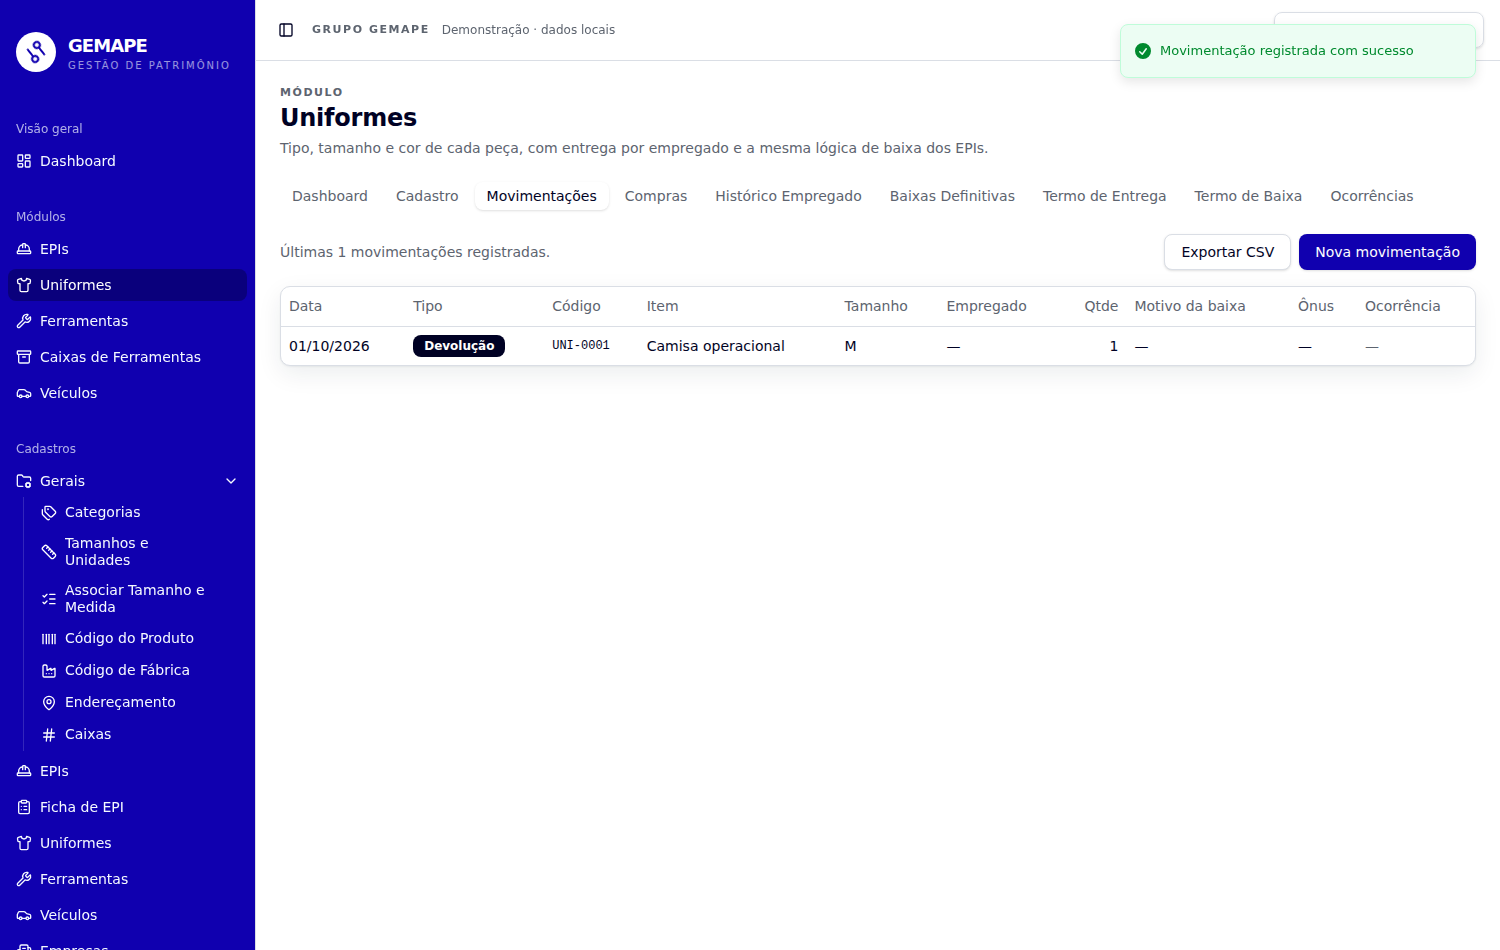 GEMAPE
GESTÃO DE PATRIMÔNIO
Visão geral
Dashboard
Módulos
EPIs
Uniformes
Ferramentas
Caixas de Ferramentas
Veículos
Cadastros
Gerais
Categorias
Tamanhos e
Unidades
Associar Tamanho e
Medida
Código do Produto
Código de Fábrica
Endereçamento
Caixas
EPIs
Ficha de EPI
Uniformes
Ferramentas
Veículos
Empresas
GRUPO GEMAPE Demonstração · dados locais
Movimentação registrada com sucesso
MÓDULO
Uniformes
Tipo, tamanho e cor de cada peça, com entrega por empregado e a mesma lógica de baixa dos EPIs.
Dashboard Cadastro Movimentações Compras Histórico Empregado Baixas Definitivas Termo de Entrega Termo de Baixa Ocorrências
Últimas 1 movimentações registradas.
Exportar CSV Nova movimentação
Data Tipo Código Item Tamanho Empregado Qtde Motivo da baixa Ônus Ocorrência
01/10/2026 Devolução UNI-0001 Camisa operacional M — 1 — — —